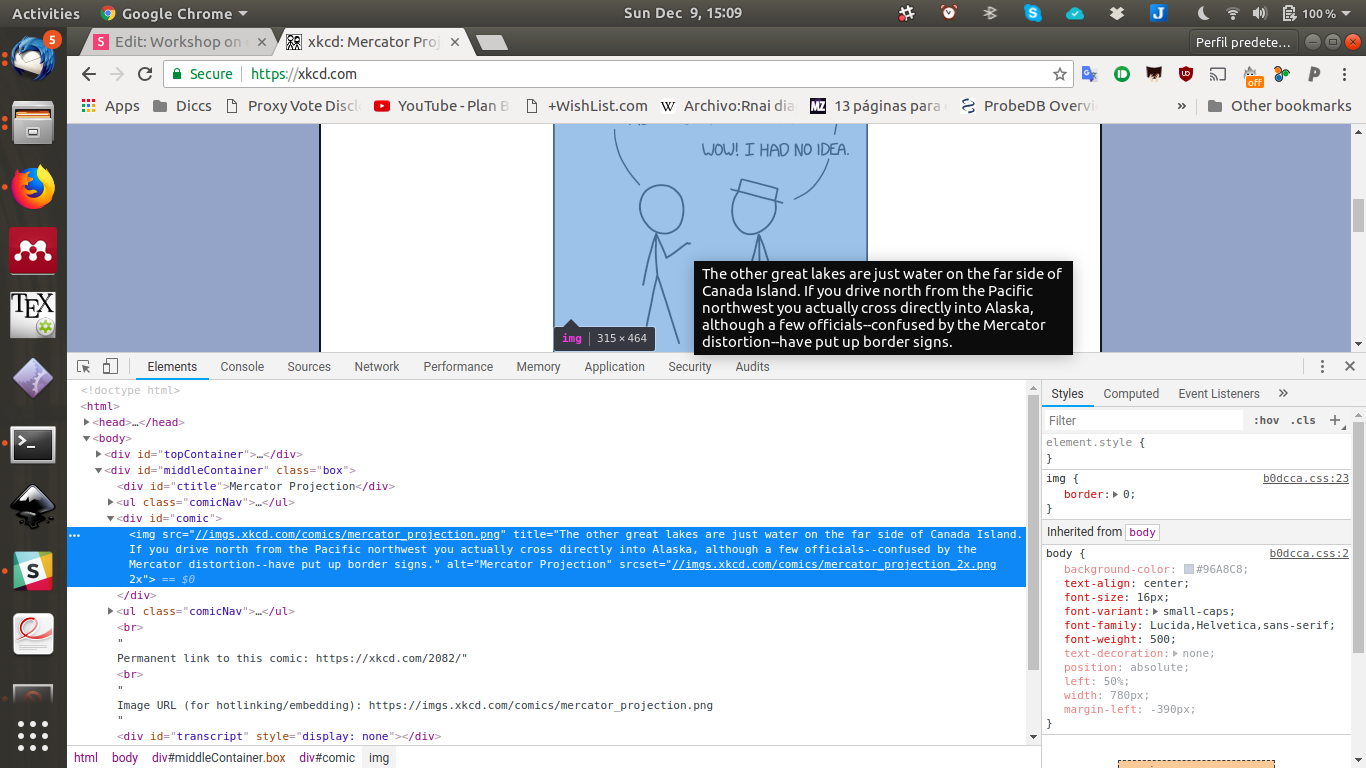 Activities Google Chrome Sun Dec 9, 15:09 100 %
5 Edit: Workshop on xkcd: Mercator Proj Perfil predete…
Secure https://xkcd.com off
Apps Diccs Proxy Vote Discl YouTube - Plan B +WishList.com W Archivo:Rnai dia MZ 13 páginas para ProbeDB Overvi » Other bookmarks
WOW! I HAD NO IDEA.
The other great lakes are just water on the far side of
Canada Island. If you drive north from the Pacific
northwest you actually cross directly into Alaska,
although a few officials--confused by the Mercator
distortion--have put up border signs.
img 315 × 464
Elements Console Sources Network Performance Memory Application Security Audits
<!doctype html>
<html>
<head>…</head>
<body>
<div id="topContainer">…</div>
<div id="middleContainer" class="box">
<div id="ctitle">Mercator Projection</div>
<ul class="comicNav">…</ul>
<div id="comic">
<img src="//imgs.xkcd.com/comics/mercator_projection.png" title="The other great lakes are just water on the far side of Canada Island.
If you drive north from the Pacific northwest you actually cross directly into Alaska, although a few officials--confused by the
Mercator distortion--have put up border signs." alt="Mercator Projection" srcset="//imgs.xkcd.com/comics/mercator_projection_2x.png
2x"> == $0
</div>
<ul class="comicNav">…</ul>
<br>
"
Permanent link to this comic: https://xkcd.com/2082/"
<br>
"
Image URL (for hotlinking/embedding): https://imgs.xkcd.com/comics/mercator_projection.png
"
<div id="transcript" style="display: none"></div>
html body div#middleContainer.box div#comic img
Styles Computed Event Listeners »
Filter :hov .cls +
element.style {
}
img { b0dcca.css:23
border: 0;
}
Inherited from body
body { b0dcca.css:2
background-color: #96A8C8;
text-align: center;
font-size: 16px;
font-variant: small-caps;
font-family: Lucida,Helvetica,sans-serif;
font-weight: 500;
text-decoration: none;
position: absolute;
left: 50%;
width: 780px;
margin-left: -390px;
}
TEX